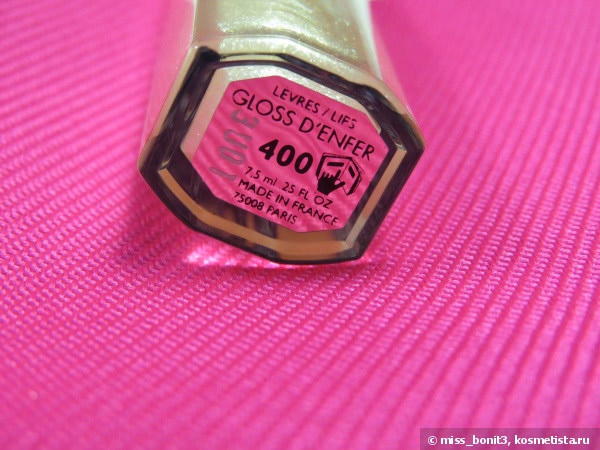 LEVRES / LIPS
GLOSS D'ENFER
400
7.5 ml .25 FL OZ
MADE IN FRANCE
75008 PARIS
© miss_bonit3, kosmetista.ru